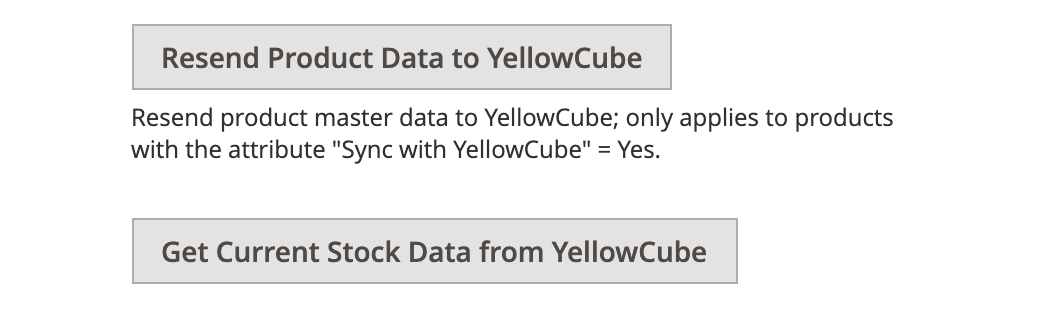 Resend Product Data to YellowCube
Resend product master data to YellowCube; only applies to products
with the attribute "Sync with YellowCube" = Yes.
Get Current Stock Data from YellowCube